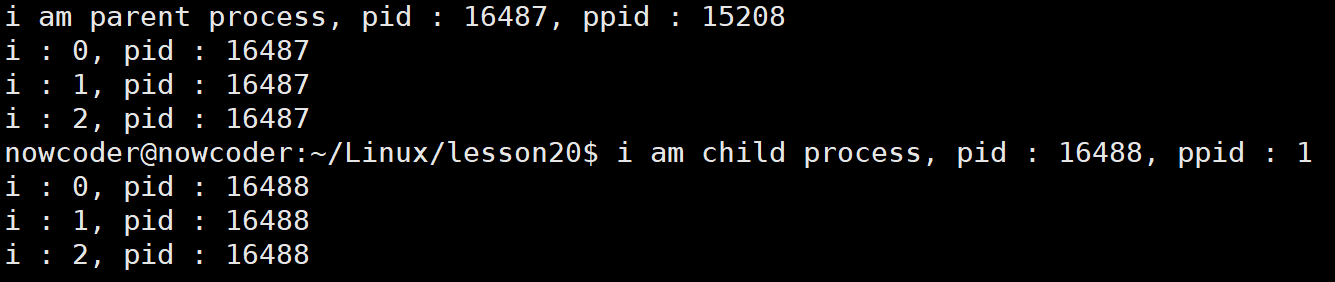 i am parent process, pid : 16487, ppid : 15208
i : 0, pid : 16487
i : 1, pid : 16487
i : 2, pid : 16487
nowcoder@nowcoder:~/Linux/lesson20$ i am child process, pid : 16488, ppid : 1
i : 0, pid : 16488
i : 1, pid : 16488
i : 2, pid : 16488